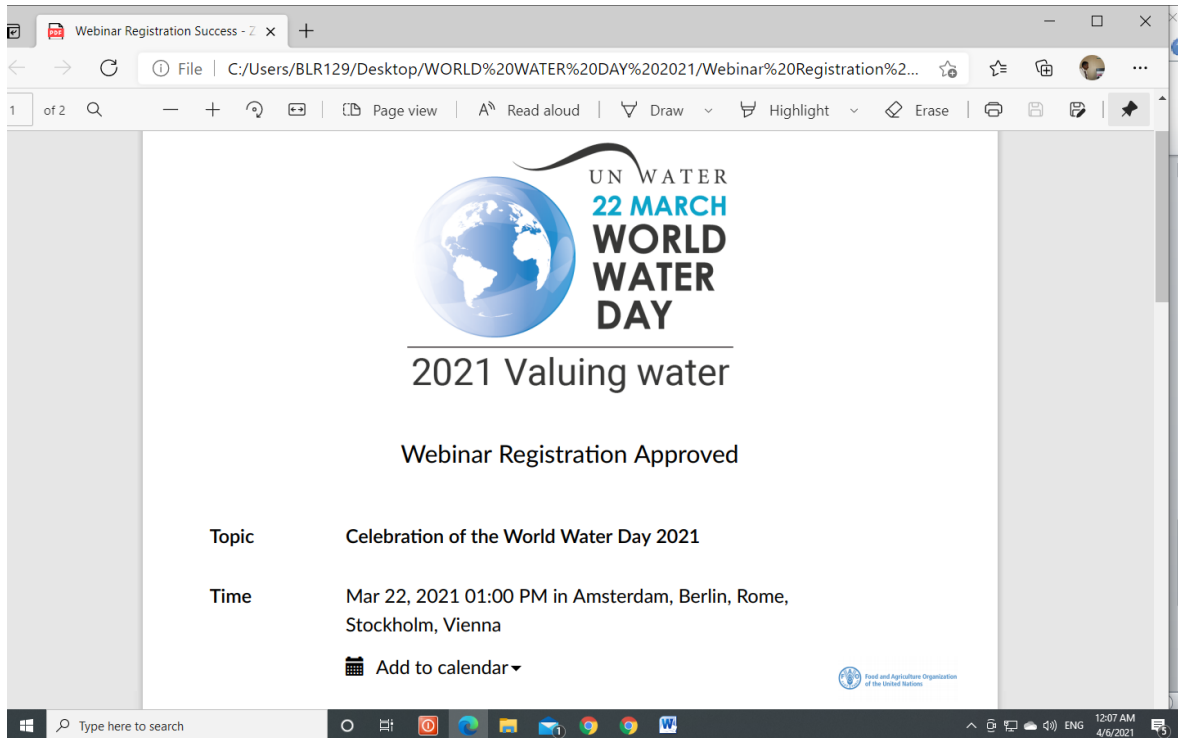 Webinar Registration Success - Z
File
C:/Users/BLR129/Desktop/WORLD%20WATER%20DAY%202021/Webinar%20Registration%2...
1 of 2
Page view
Read aloud
Draw
Highlight
Erase
UN WATER
22 MARCH
WORLD
WATER
DAY
2021 Valuing water
Webinar Registration Approved
Topic Celebration of the World Water Day 2021
Time Mar 22, 2021 01:00 PM in Amsterdam, Berlin, Rome,
Stockholm, Vienna
Add to calendar
Food and Agriculture Organization
of the United Nations
Type here to search
ENG
12:07 AM
4/6/2021